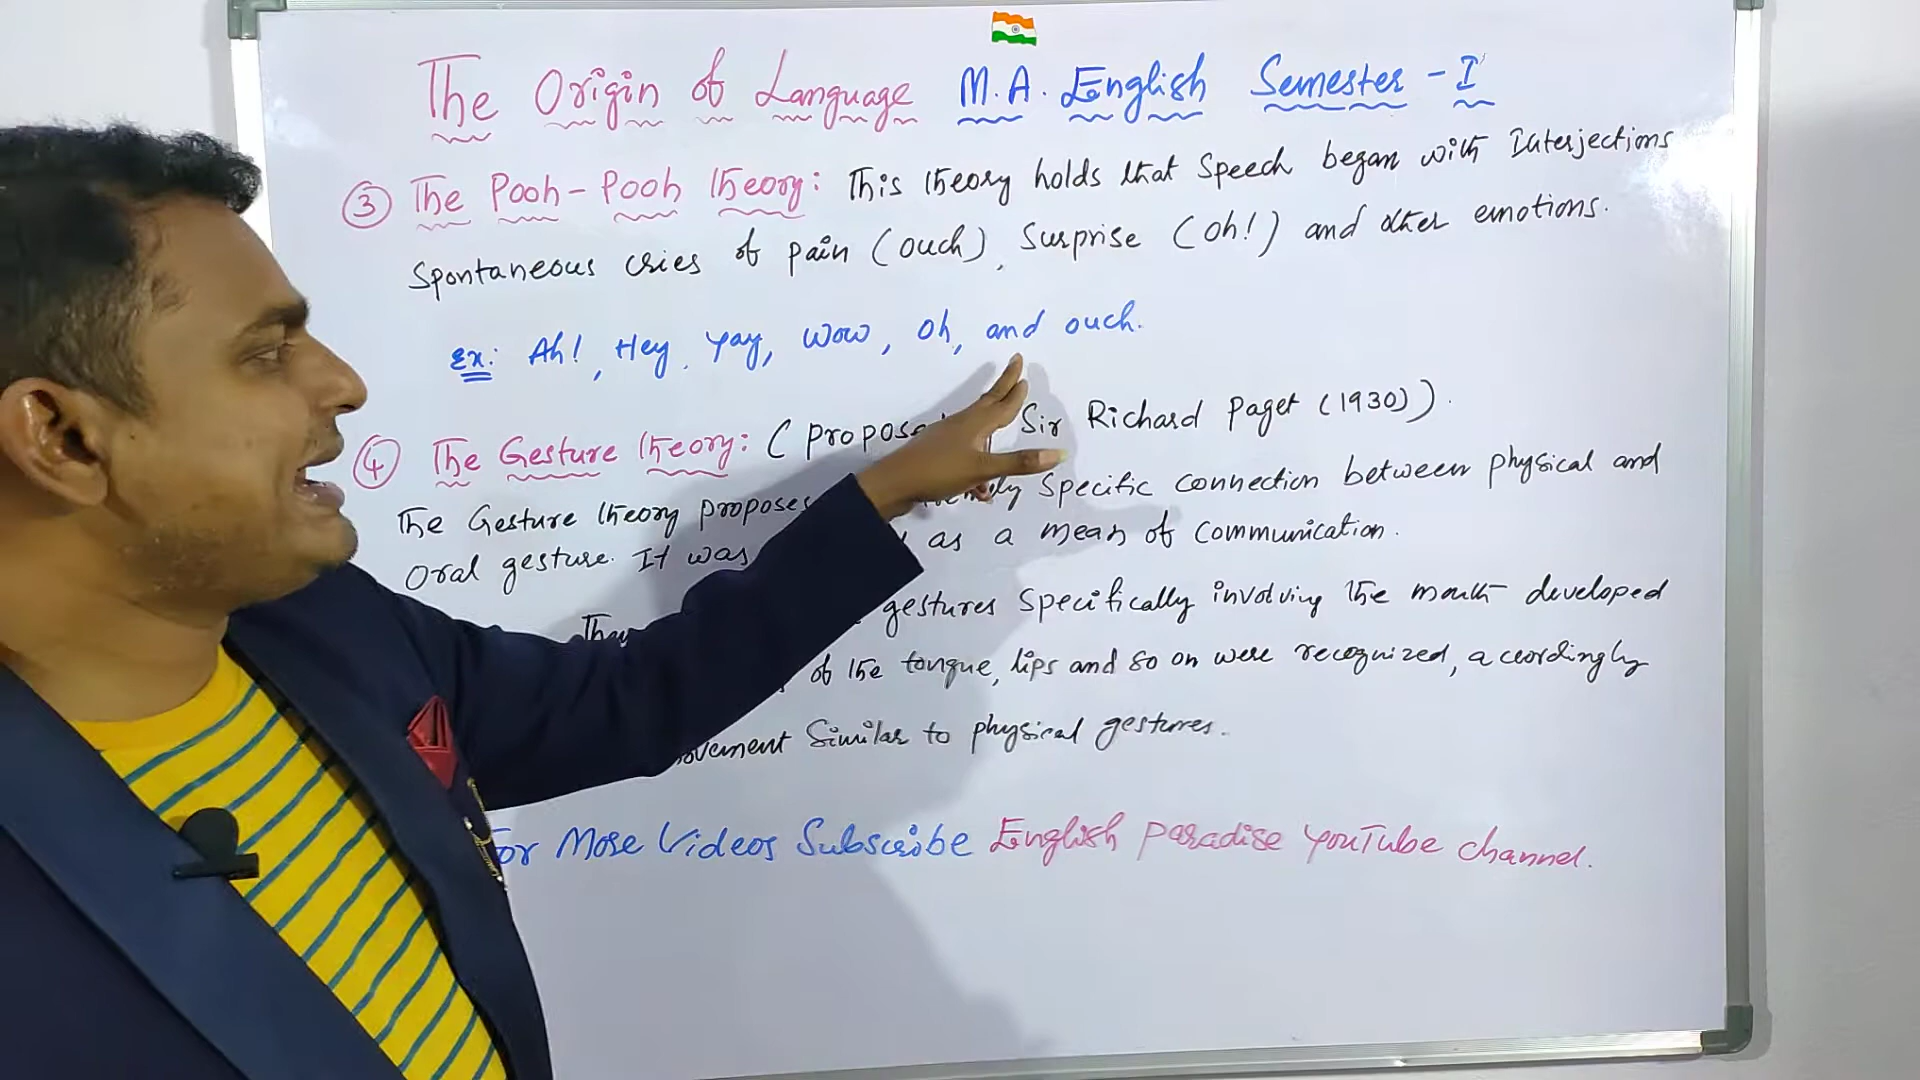 The Origin of Language M.A. English Semester - I
③ The Pooh-Pooh theory: This theory holds that Speech began with Interjections
Spontaneous cries of pain (ouch), Surprise (oh!) and other emotions.
Ex: Ah!, Hey, Yay, Wow, Oh, and ouch.
④ The Gesture theory: (propose Sir Richard Paget (1930)).
The Gesture theory proposes Specific connection between physical and
Oral gesture. It was as a mean of communication.
gestures Specifically involving the mouth developed
of the tongue, lips and so on were recognized, accordingly
Similar to physical gestures.
For More Videos Subscribe English Paradise YouTube channel.